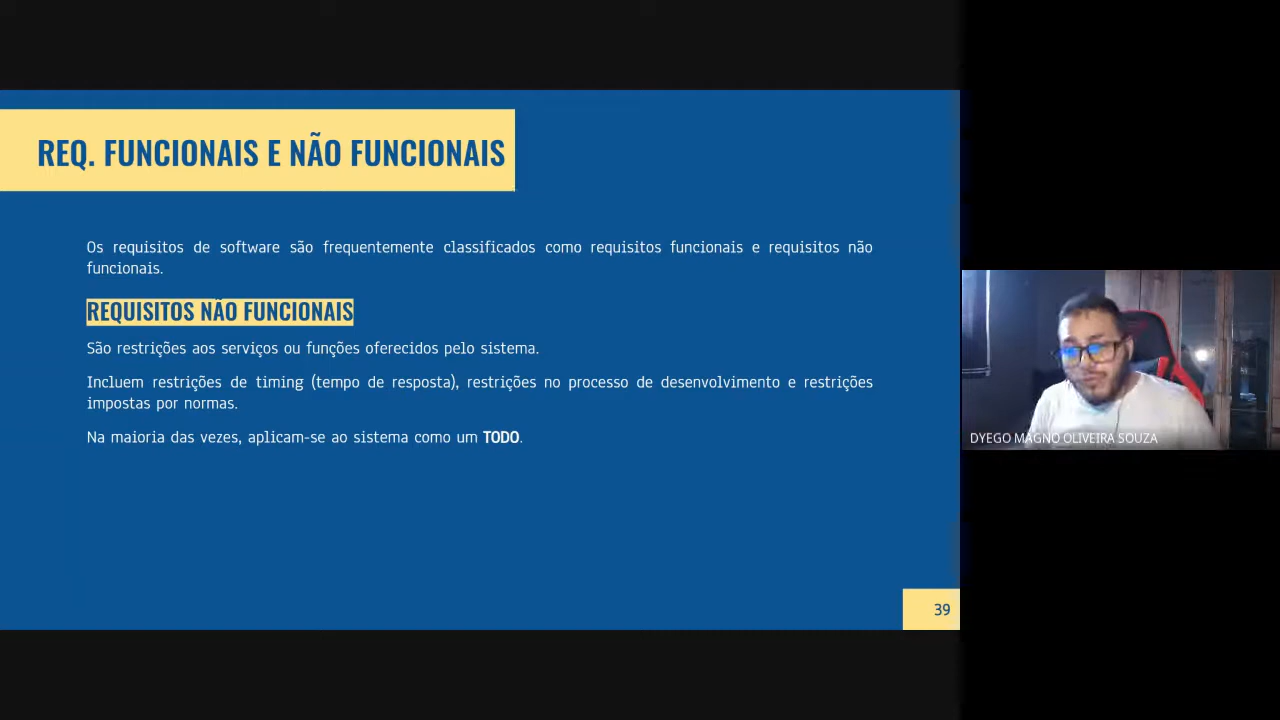 REQ. FUNCIONAIS E NÃO FUNCIONAIS
Os requisitos de software são frequentemente classificados como requisitos funcionais e requisitos não
funcionais.
REQUISITOS NÃO FUNCIONAIS
São restrições aos serviços ou funções oferecidos pelo sistema.
Incluem restrições de timing (tempo de resposta), restrições no processo de desenvolvimento e restrições
impostas por normas.
Na maioria das vezes, aplicam-se ao sistema como um TODO.
39
DYEGO MAGNO OLIVEIRA SOUZA